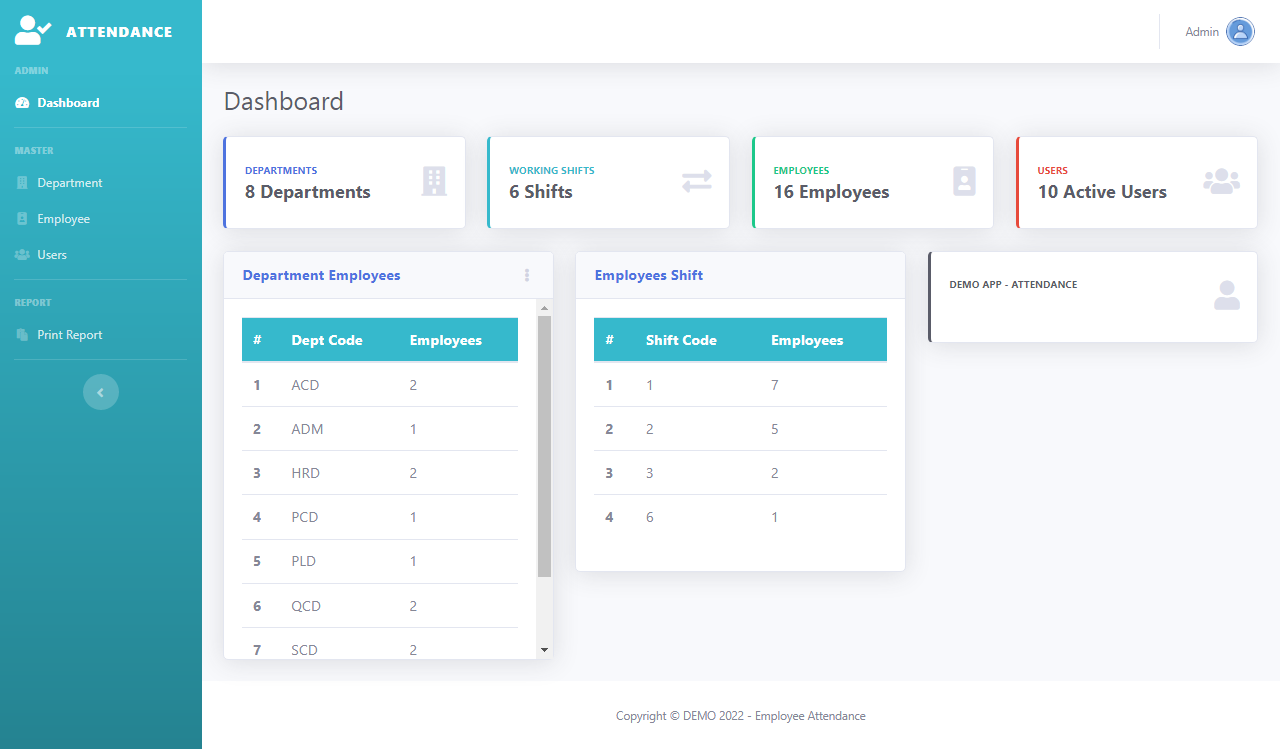 ATTENDANCE
Admin
ADMIN
Dashboard
MASTER
Department
Employee
Users
REPORT
Print Report
Dashboard
DEPARTMENTS
8 Departments
WORKING SHIFTS
6 Shifts
EMPLOYEES
16 Employees
USERS
10 Active Users
Department Employees
# Dept Code Employees
1 ACD 2
2 ADM 1
3 HRD 2
4 PCD 1
5 PLD 1
6 QCD 2
7 SCD 2
Employees Shift
# Shift Code Employees
1 1 7
2 2 5
3 3 2
4 6 1
DEMO APP - ATTENDANCE
Copyright © DEMO 2022 - Employee Attendance